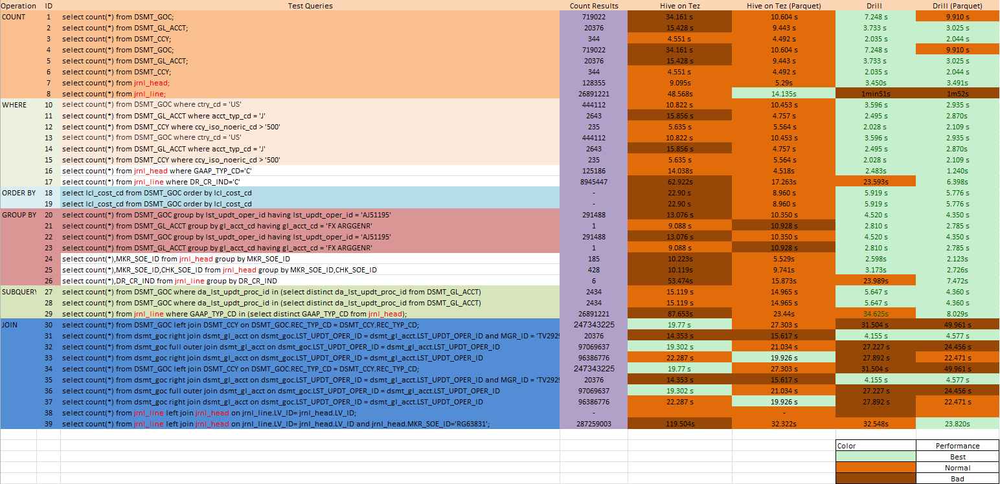 Operation ID Test Queries Count Results Hive on Tez Hive on Tez (Parquet) Drill Drill (Parquet)
COUNT 1 select count(*) from DSMT_GOC; 719022 34.161 s 10.604 s 7.248 s 9.910 s
2 select count(*) from DSMT_GL_ACCT; 20376 15.428 s 9.443 s 3.733 s 3.025 s
3 select count(*) from DSMT_CCY; 344 4.551 s 4.492 s 2.035 s 2.044 s
4 select count(*) from DSMT_GOC; 719022 34.161 s 10.604 s 7.248 s 9.910 s
5 select count(*) from DSMT_GL_ACCT; 20376 15.428 s 9.443 s 3.733 s 3.025 s
6 select count(*) from DSMT_CCY; 344 4.551 s 4.492 s 2.035 s 2.044 s
7 select count(*) from jrnl_head; 128355 9.095s 5.29s 3.450s 3.491s
8 select count(*) from jrnl_line; 26891221 48.568s 14.135s 1min51s 1m52s
WHERE 10 select count(*) from DSMT_GOC where ctry_cd = 'US' 444112 10.822 s 10.453 s 3.596 s 2.935 s
11 select count(*) from DSMT_GL_ACCT where acct_typ_cd = 'J' 2643 15.856 s 4.757 s 2.495 s 2.870s
12 select count(*) from DSMT_CCY where ccy_iso_noeric_cd > '500' 235 5.635 s 5.564 s 2.028 s 2.109 s
13 select count(*) from DSMT_GOC where ctry_cd = 'US' 444112 10.822 s 10.453 s 3.596 s 2.935 s
14 select count(*) from DSMT_GL_ACCT where acct_typ_cd = 'J' 2643 15.856 s 4.757 s 2.495 s 2.870s
15 select count(*) from DSMT_CCY where ccy_iso_noeric_cd > '500' 235 5.635 s 5.564 s 2.028 s 2.109 s
16 select count(*) from jrnl_head where GAAP_TYP_CD='C' 125186 14.038s 4.518s 2.483s 1.240s
17 select count(*) from jrnl_line where DR_CR_IND='C' 8945447 62.922s 17.263s 23.593s 6.398s
ORDER BY 18 select lcl_cost_cd from DSMT_GOC order by lcl_cost_cd - 22.90 s 8.960 s 5.919 s 5.776 s
19 select lcl_cost_cd from DSMT_GOC order by lcl_cost_cd - 22.90 s 8.960 s 5.919 s 5.776 s
GROUP BY 20 select count(*) from DSMT_GOC group by lst_updt_oper_id having lst_updt_oper_id = 'AJ51195' 291488 13.076 s 10.350 s 4.520 s 4.350 s
21 select count(*) from DSMT_GL_ACCT group by gl_acct_cd having gl_acct_cd = 'FX ARGGENR' 1 9.088 s 10.928 s 2.810 s 2.785 s
22 select count(*) from DSMT_GOC group by lst_updt_oper_id having lst_updt_oper_id = 'AJ51195' 291488 13.076 s 10.350 s 4.520 s 4.350 s
23 select count(*) from DSMT_GL_ACCT group by gl_acct_cd having gl_acct_cd = 'FX ARGGENR' 1 9.088 s 10.928 s 2.810 s 2.785 s
24 select count(*),MKR_SOE_ID from jrnl_head group by MKR_SOE_ID 185 10.223s 5.529s 2.598s 2.123s
25 select count(*),MKR_SOE_ID,CHK_SOE_ID from jrnl_head group by MKR_SOE_ID,CHK_SOE_ID 428 10.119s 9.741s 3.173s 2.726s
26 select count(*),DR_CR_IND from jrnl_line group by DR_CR_IND 6 53.474s 15.873s 23.989s 7.472s
SUBQUERY 27 select count(*) from DSMT_GOC where da_lst_updt_proc_id in (select distinct da_lst_updt_proc_id from DSMT_GL_ACCT) 2434 15.119 s 14.965 s 5.647 s 4.360 s
28 select count(*) from DSMT_GOC where da_lst_updt_proc_id in (select distinct da_lst_updt_proc_id from DSMT_GL_ACCT) 2434 15.119 s 14.965 s 5.647 s 4.360 s
29 select count(*) from jrnl_line where GAAP_TYP_CD in (select distinct GAAP_TYP_CD from jrnl_head); 26891221 87.653s 23.44s 34.625s 8.029s
JOIN 30 select count(*) from DSMT_GOC left join DSMT_CCY on DSMT_GOC.REC_TYP_CD = DSMT_CCY.REC_TYP_CD; 247343225 19.77 s 27.303 s 31.504 s 49.961 s
31 select count(*) from dsmt_goc right join dsmt_gl_acct on dsmt_goc.LST_UPDT_OPER_ID = dsmt_gl_acct.LST_UPDT_OPER_ID and MGR_ID = 'TV2929 20376 14.353 s 15.617 s 4.155 s 4.577 s
32 select count(*) from dsmt_goc full outer join dsmt_gl_acct on dsmt_goc.LST_UPDT_OPER_ID = dsmt_gl_acct.LST_UPDT_OPER_ID 97069637 19.302 s 21.034 s 27.227 s 24.456 s
33 select count(*) from dsmt_goc right join dsmt_gl_acct on dsmt_goc.LST_UPDT_OPER_ID = dsmt_gl_acct.LST_UPDT_OPER_ID 96386776 22.287 s 19.926 s 27.892 s 22.471 s
34 select count(*) from DSMT_GOC left join DSMT_CCY on DSMT_GOC.REC_TYP_CD = DSMT_CCY.REC_TYP_CD; 247343225 19.77 s 27.303 s 31.504 s 49.961 s
35 select count(*) from dsmt_goc right join dsmt_gl_acct on dsmt_goc.LST_UPDT_OPER_ID = dsmt_gl_acct.LST_UPDT_OPER_ID and MGR_ID = 'TV2929 20376 14.353 s 15.617 s 4.155 s 4.577 s
36 select count(*) from dsmt_goc full outer join dsmt_gl_acct on dsmt_goc.LST_UPDT_OPER_ID = dsmt_gl_acct.LST_UPDT_OPER_ID 97069637 19.302 s 21.034 s 27.227 s 24.456 s
37 select count(*) from dsmt_goc right join dsmt_gl_acct on dsmt_goc.LST_UPDT_OPER_ID = dsmt_gl_acct.LST_UPDT_OPER_ID 96386776 22.287 s 19.926 s 27.892 s 22.471 s
38 select count(*) from jrnl_line left join jrnl_head on jrnl_line.LV_ID= jrnl_head.LV_ID; - -
39 select count(*) from jrnl_line left join jrnl_head on jrnl_line.LV_ID= jrnl_head.LV_ID and jrnl_head.MKR_SOE_ID='RG63831'; 287259003 119.504s 32.322s 32.548s 23.820s
Color Performance
Best
Normal
Bad